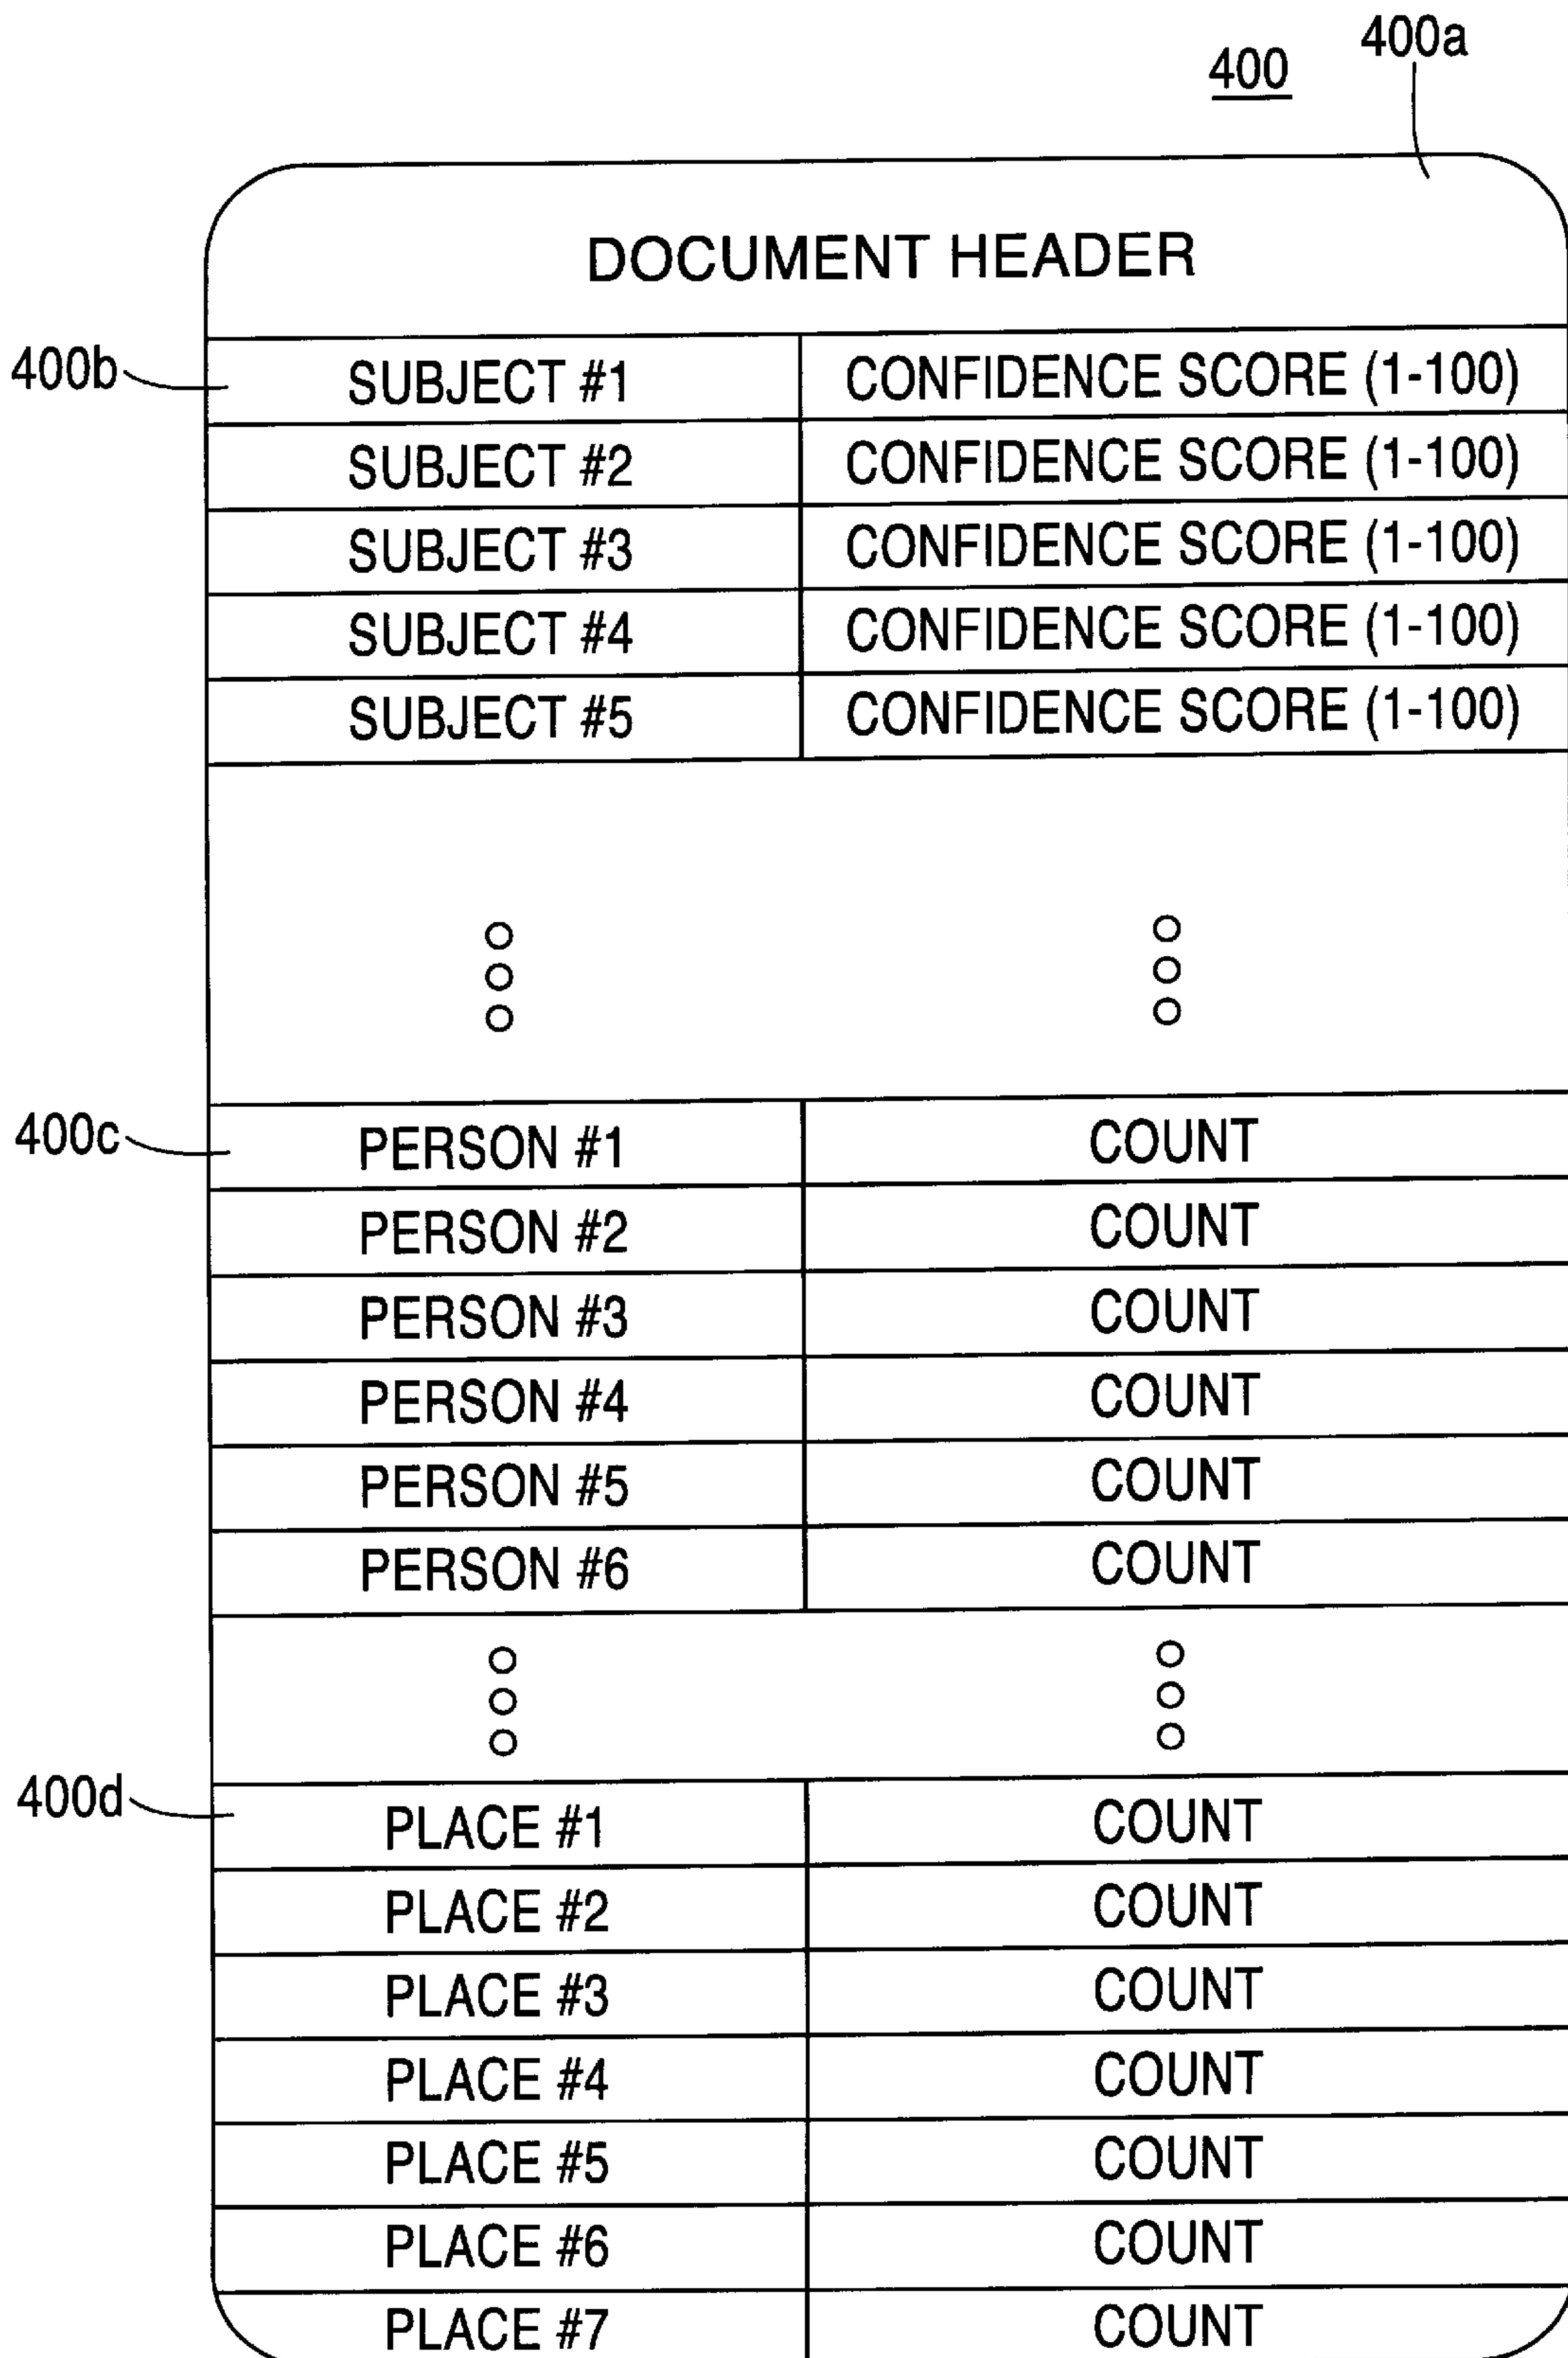 400 400a
DOCUMENT HEADER
400b SUBJECT #1 CONFIDENCE SCORE (1-100)
SUBJECT #2 CONFIDENCE SCORE (1-100)
SUBJECT #3 CONFIDENCE SCORE (1-100)
SUBJECT #4 CONFIDENCE SCORE (1-100)
SUBJECT #5 CONFIDENCE SCORE (1-100)
400c PERSON #1 COUNT
PERSON #2 COUNT
PERSON #3 COUNT
PERSON #4 COUNT
PERSON #5 COUNT
PERSON #6 COUNT
400d PLACE #1 COUNT
PLACE #2 COUNT
PLACE #3 COUNT
PLACE #4 COUNT
PLACE #5 COUNT
PLACE #6 COUNT
PLACE #7 COUNT